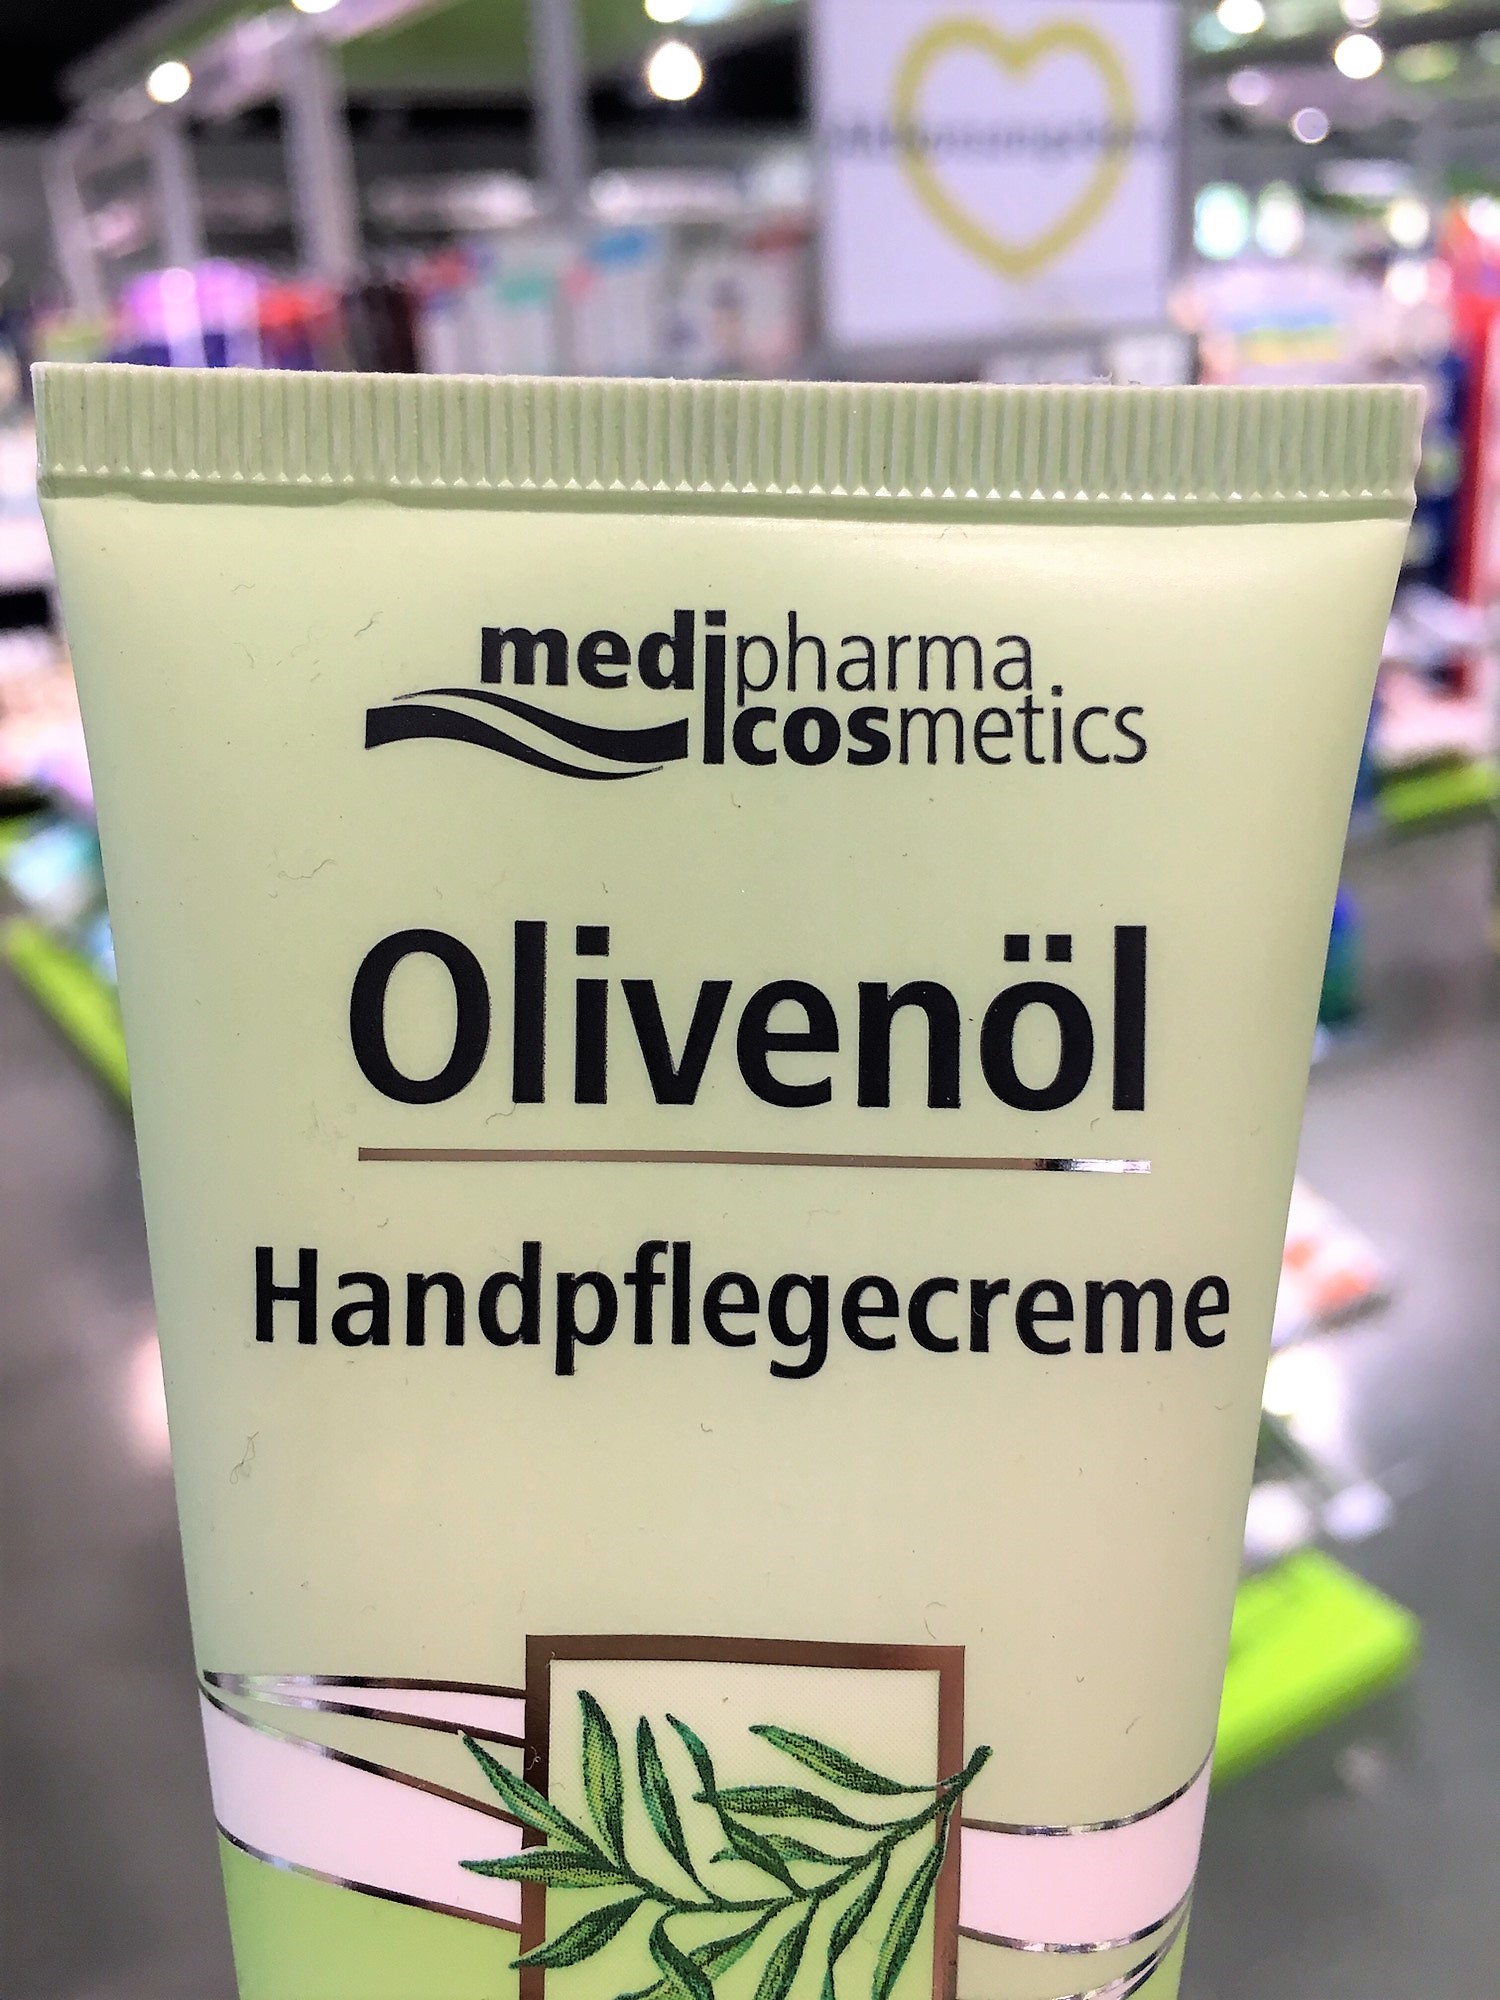 medipharma
cosmetics
Olivenöl
Handpflegecreme